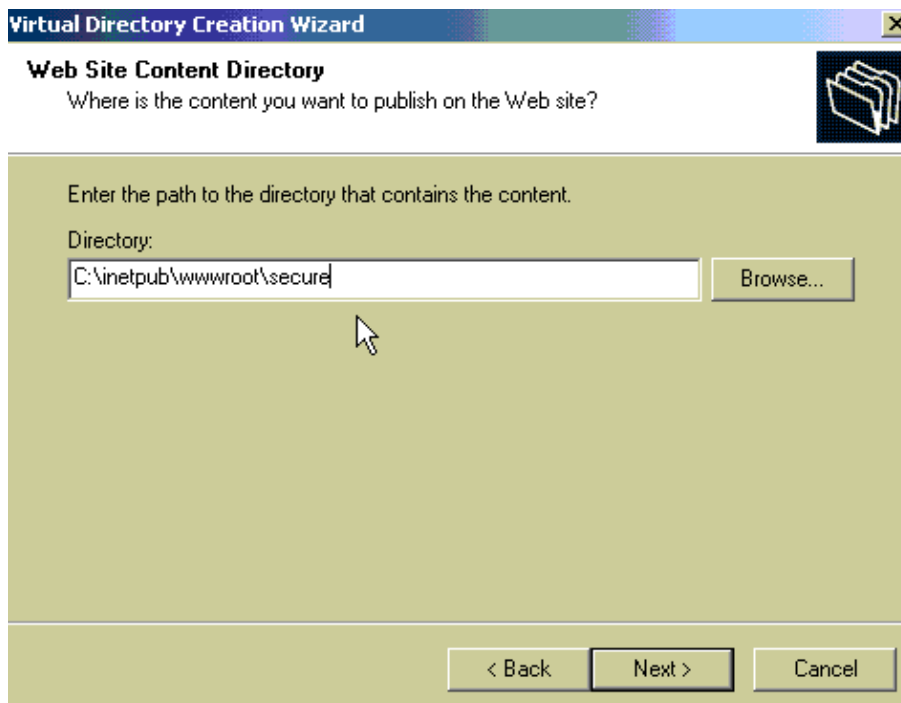 Virtual Directory Creation Wizard
Web Site Content Directory
Where is the content you want to publish on the Web site?
Enter the path to the directory that contains the content.
Directory:
C:\inetpub\wwwroot\secure
Browse...
< Back
Next >
Cancel